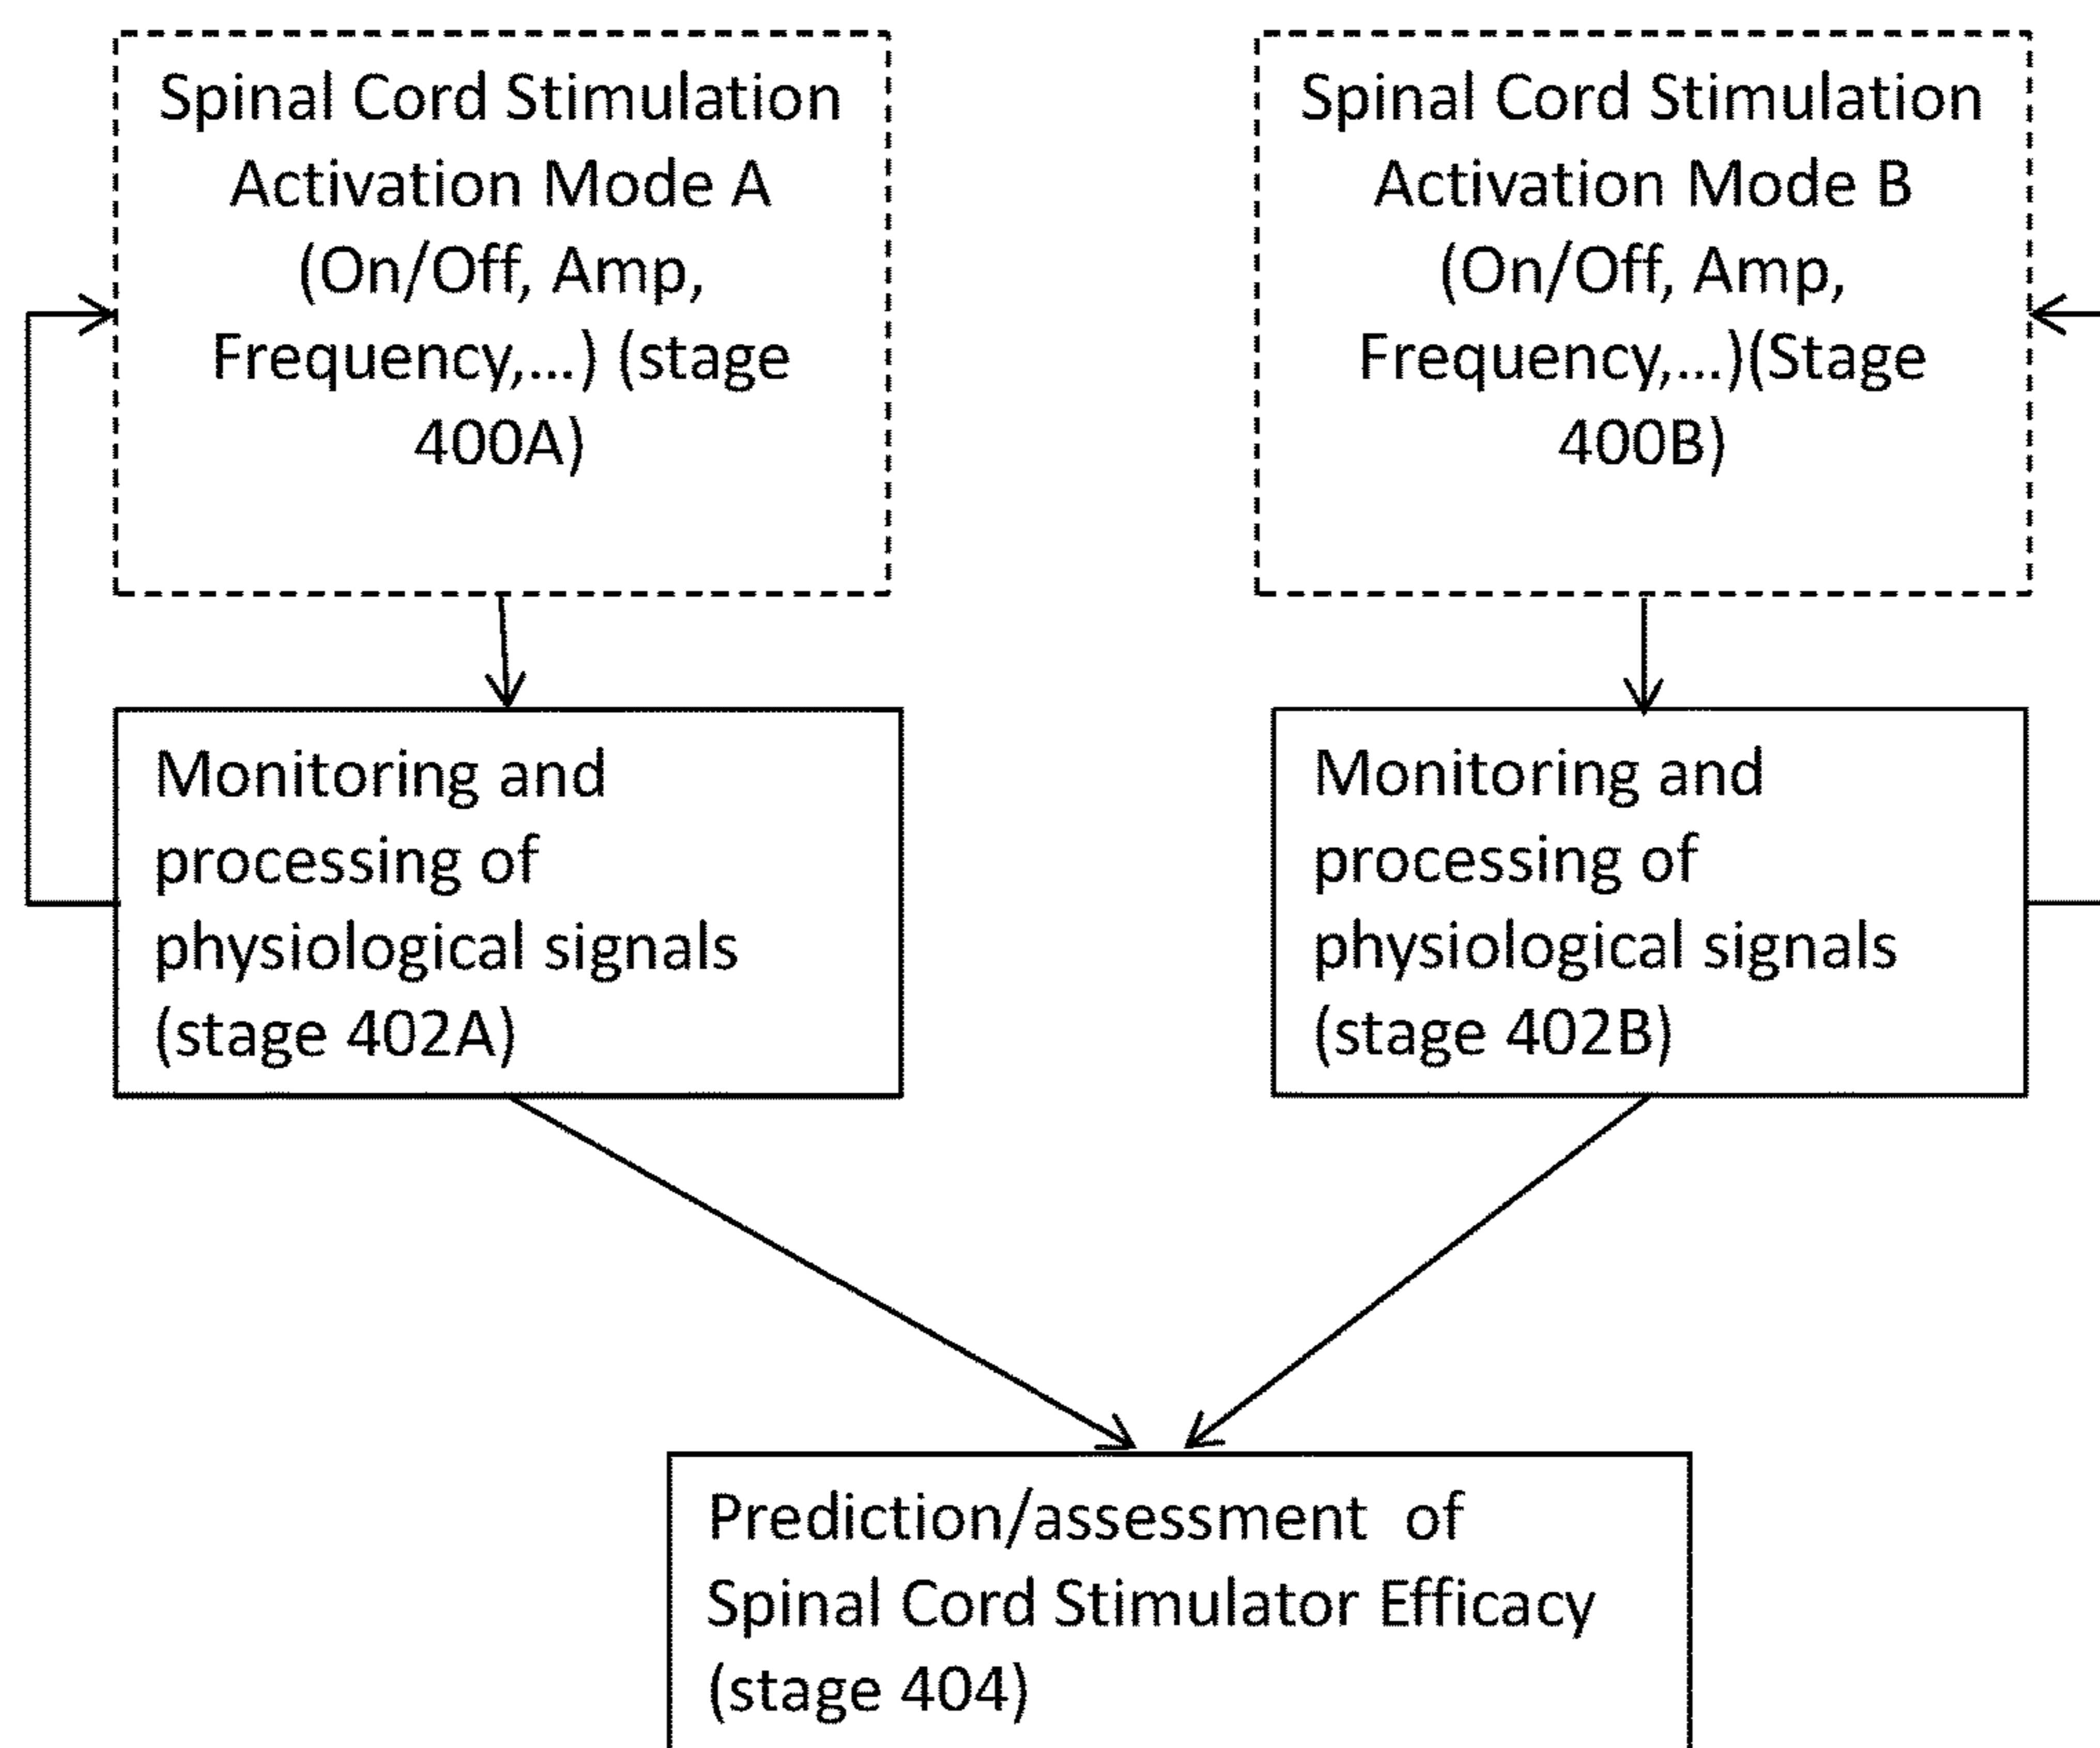 Spinal Cord Stimulation
Activation Mode A
(On/Off, Amp,
Frequency,...) (stage
400A)
Spinal Cord Stimulation
Activation Mode B
(On/Off, Amp,
Frequency,...)(Stage
400B)
Monitoring and
processing of
physiological signals
(stage 402A)
Monitoring and
processing of
physiological signals
(stage 402B)
Prediction/assessment of
Spinal Cord Stimulator Efficacy
(stage 404)